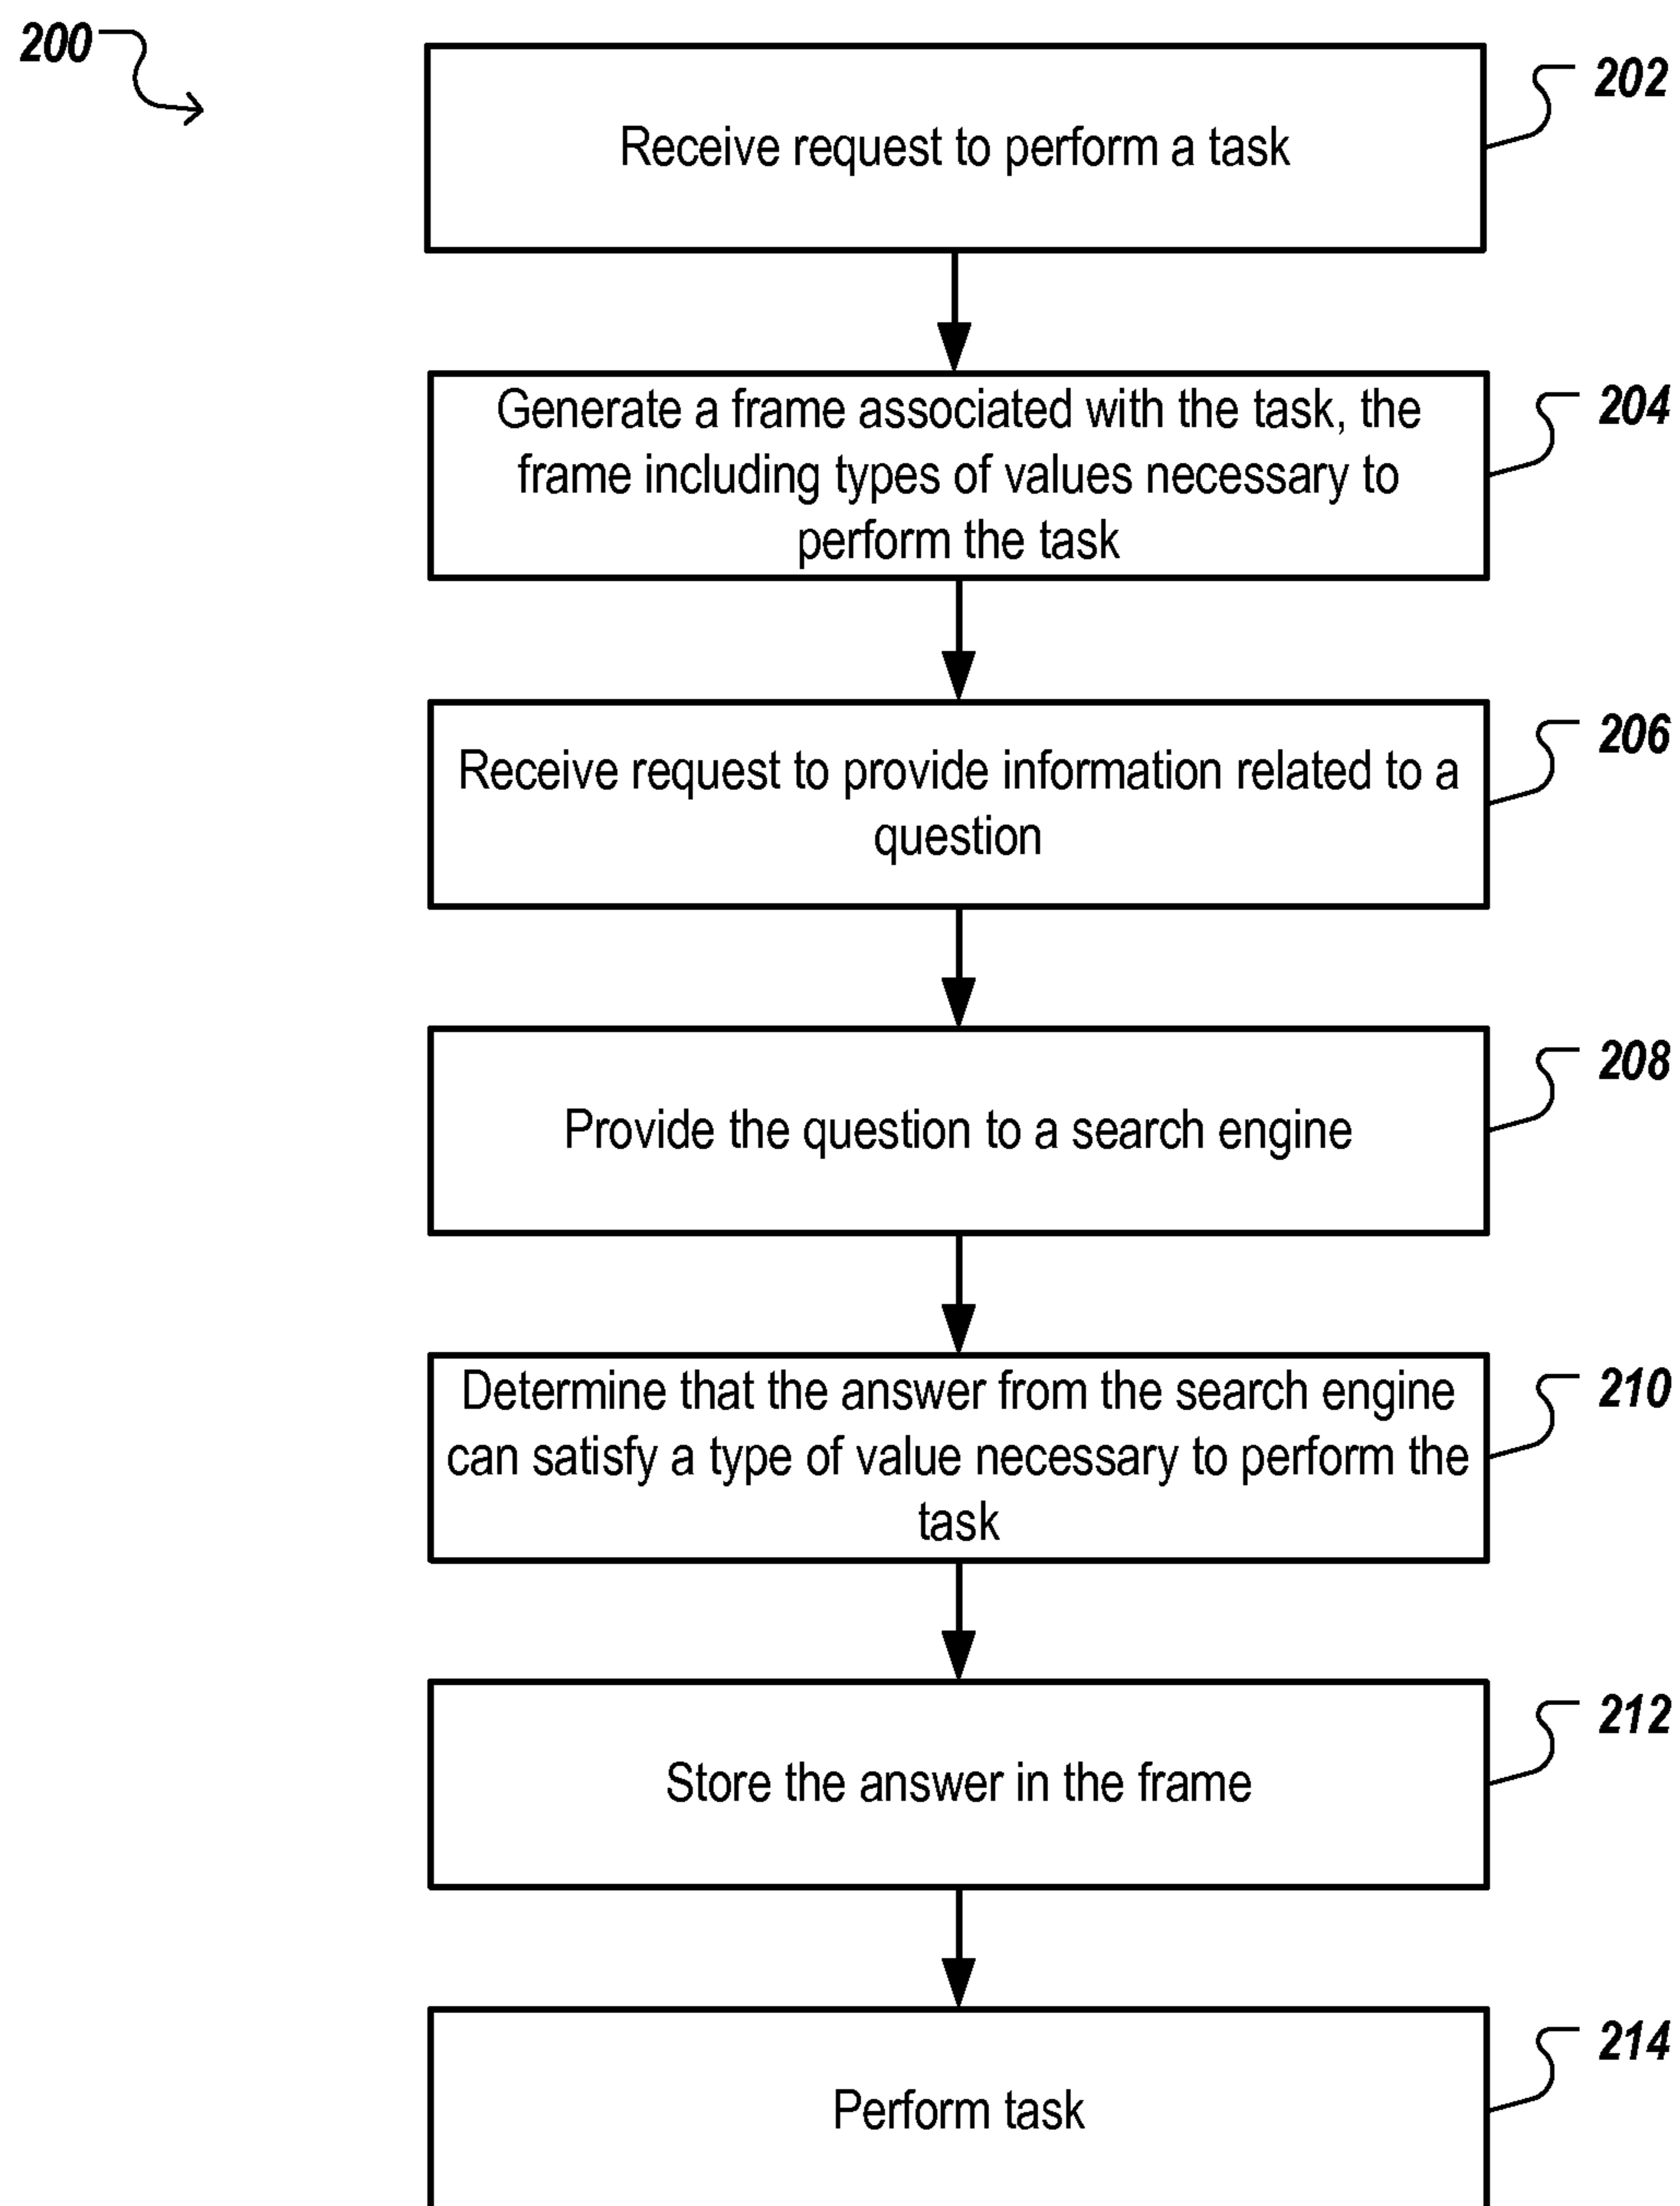 200
202
Receive request to perform a task
204
Generate a frame associated with the task, the
frame including types of values necessary to
perform the task
206
Receive request to provide information related to a
question
208
Provide the question to a search engine
210
Determine that the answer from the search engine
can satisfy a type of value necessary to perform the
task
212
Store the answer in the frame
214
Perform task